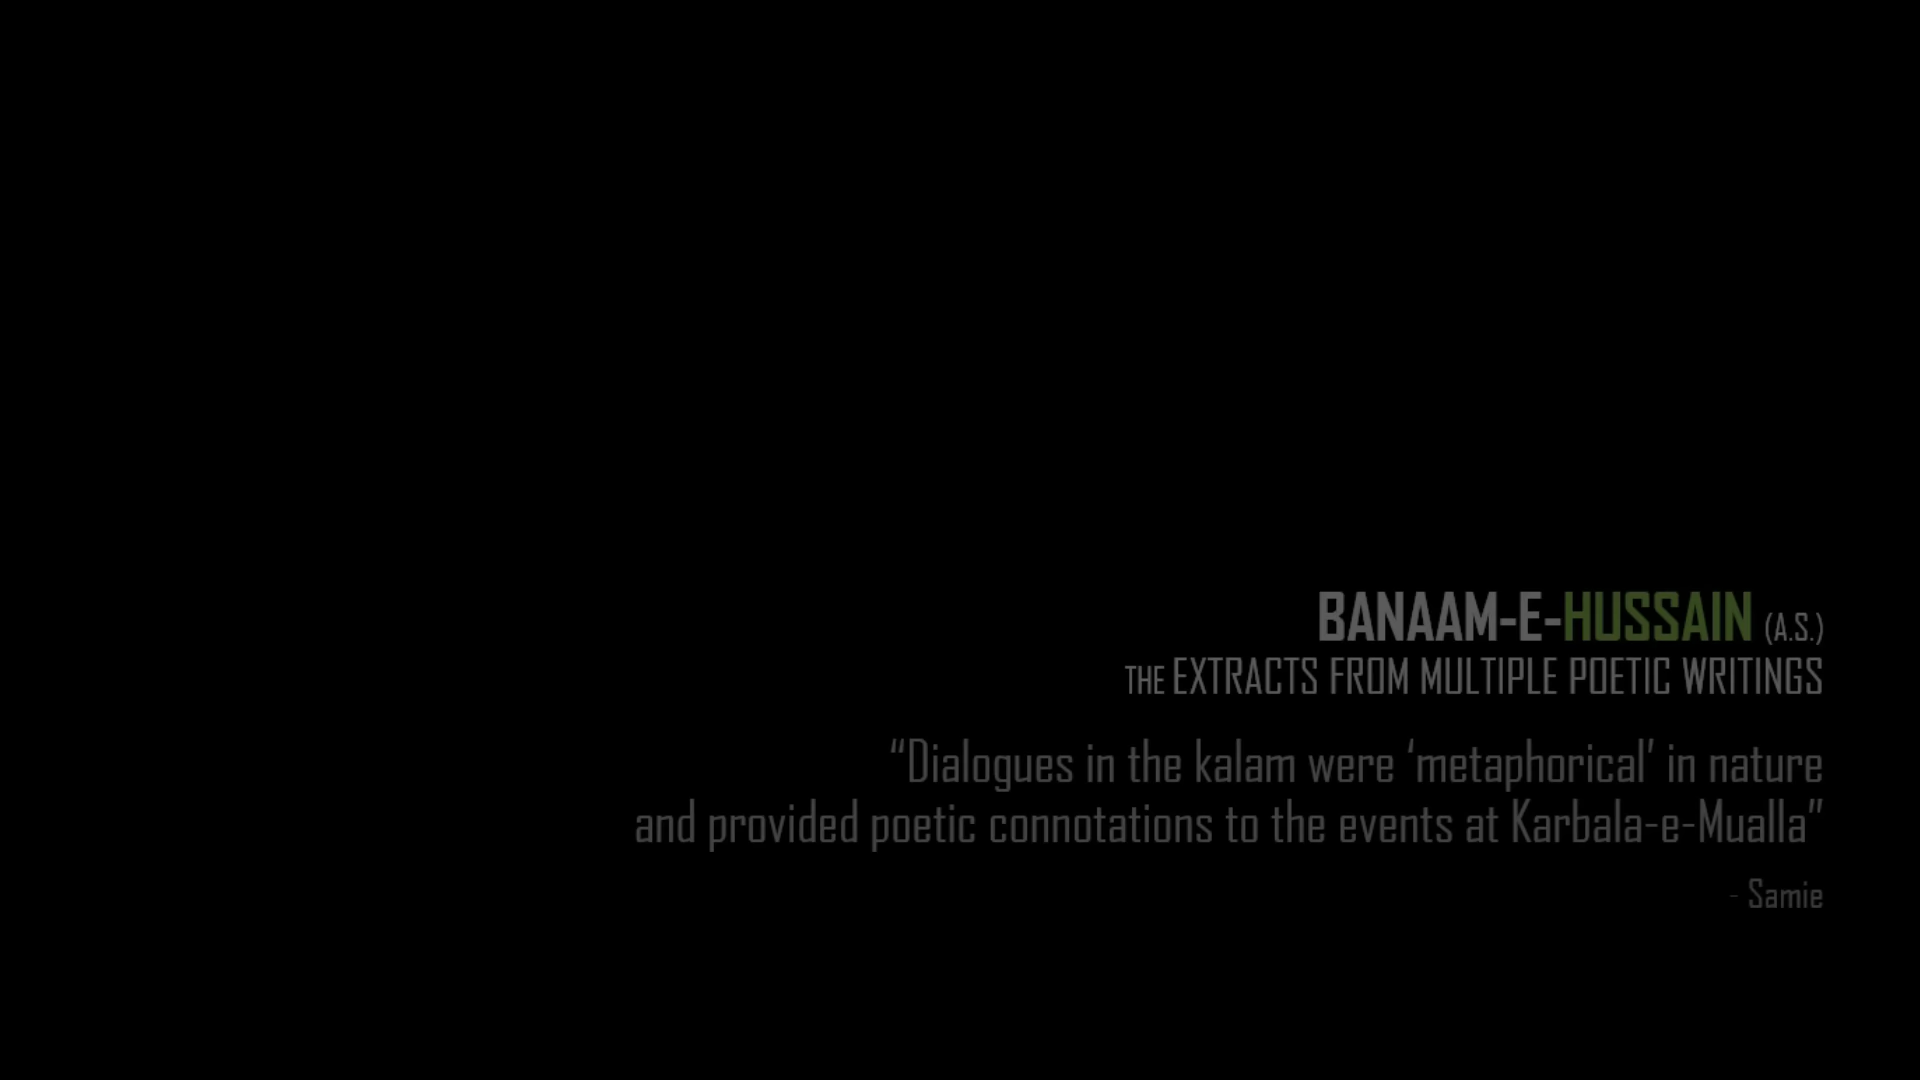 BANAAM-E-HUSSAIN (A.S.)
THE EXTRACTS FROM MULTIPLE POETIC WRITINGS
“Dialogues in the kalam were ‘metaphorical’ in nature
and provided poetic connotations to the events at Karbala-e-Mualla”
- Samie